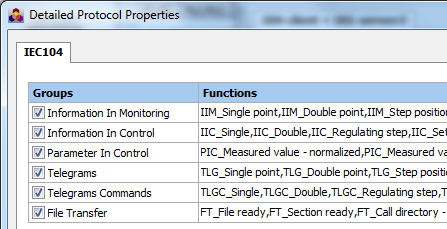 Detailed Protocol Properties
IEC104
Groups Functions
Information In Monitoring IIM_Single point,IIM_Double point,IIM_Step position
Information In Control IIC_Single,IIC_Double,IIC_Regulating step,IIC_Set
Parameter In Control PIC_Measured value - normalized,PIC_Measured va
Telegrams TLG_Single point,TLG_Double point,TLG_Step positi
Telegrams Commands TLGC_Single,TLGC_Double,TLGC_Regulating step,T
File Transfer FT_File ready,FT_Section ready,FT_Call directory -